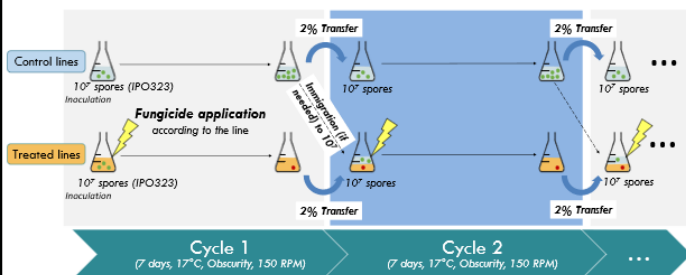 2% Transfer
2% Transfer
Control lines
10⁷ spores (IPO323)
Inoculation
10⁷ spores
10⁷ spores
Fungicide application
according to the line
Immigration (if
needed) to 10⁷
Treated lines
10⁷ spores (IPO323)
Inoculation
10⁷ spores
10⁷ spores
2% Transfer
2% Transfer
Cycle 1
(7 days, 17°C, Obscurity, 150 RPM)
Cycle 2
(7 days, 17°C, Obscurity, 150 RPM)
...